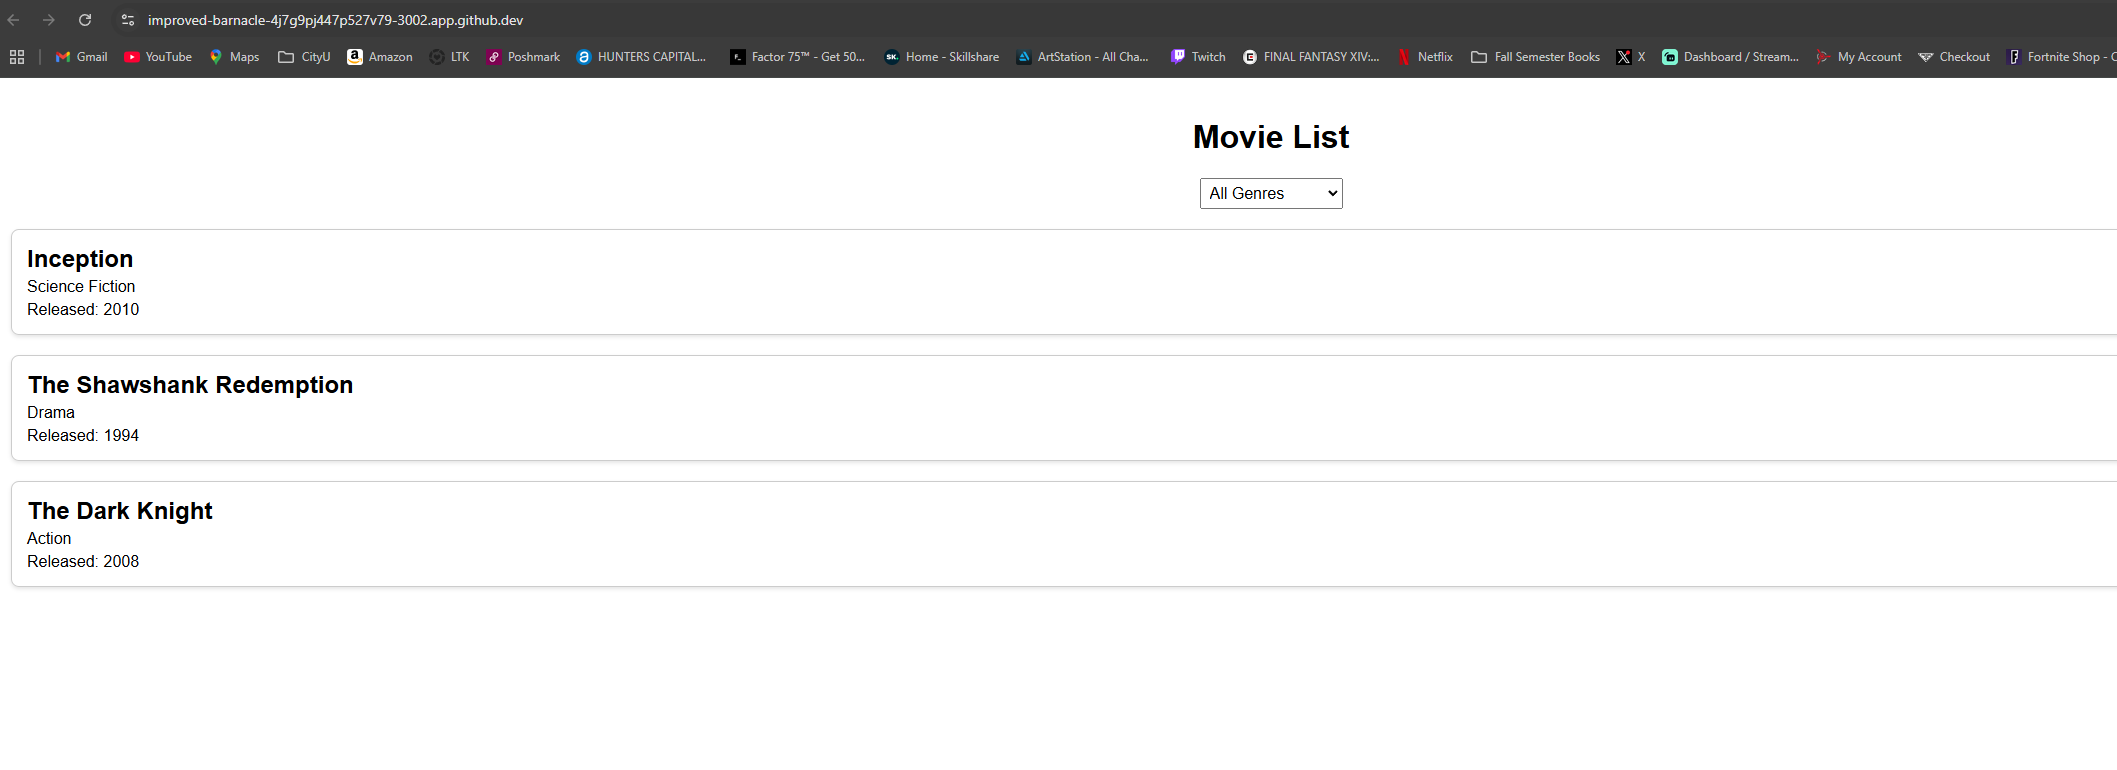 improved-barnacle-4j7g9pj447p527v79-3002.app.github.dev
Gmail YouTube Maps CityU Amazon LTK Poshmark HUNTERS CAPITAL... Factor 75™ - Get 50... Home - Skillshare ArtStation - All Cha... Twitch FINAL FANTASY XIV:... Netflix Fall Semester Books X Dashboard / Stream... My Account Checkout Fortnite Shop - C
Movie List
All Genres
Inception
Science Fiction
Released: 2010
The Shawshank Redemption
Drama
Released: 1994
The Dark Knight
Action
Released: 2008